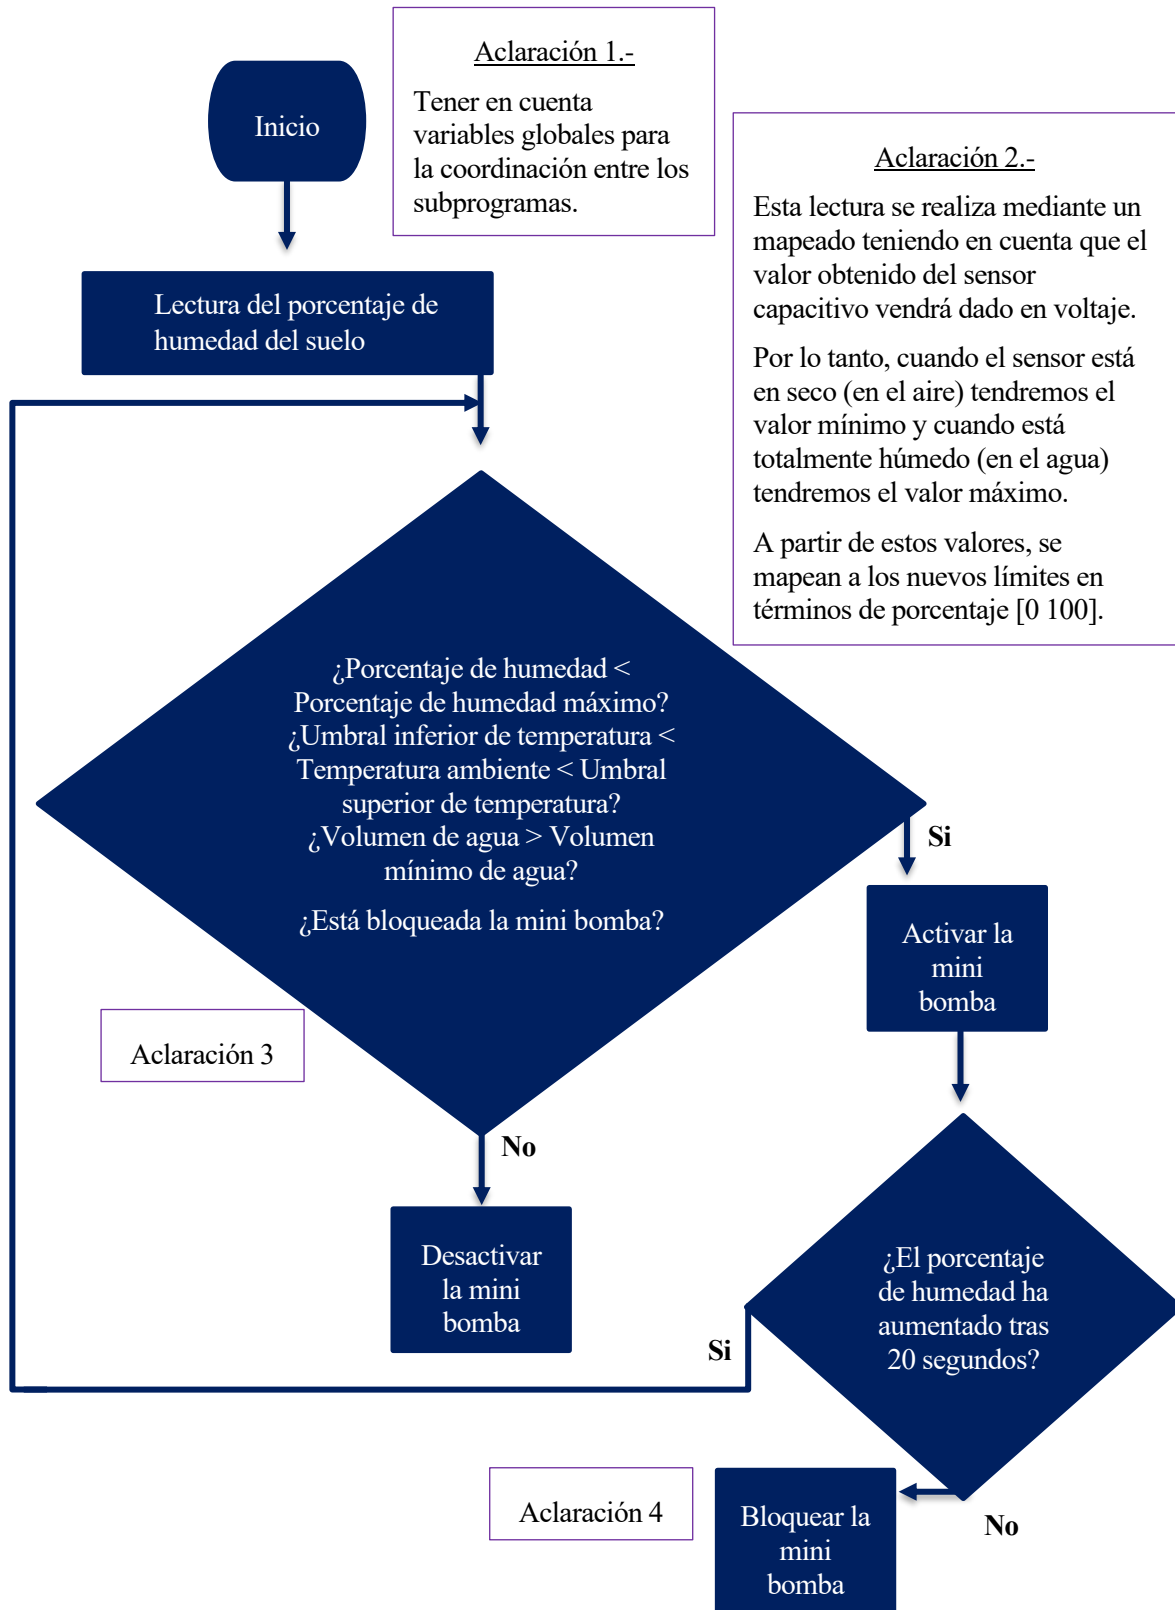 Aclaración 1.-
Tener en cuenta
variables globales para
la coordinación entre los
subprogramas.
Inicio
Aclaración 2.-
Esta lectura se realiza mediante un
mapeado teniendo en cuenta que el
valor obtenido del sensor
capacitivo vendrá dado en voltaje.
Por lo tanto, cuando el sensor está
en seco (en el aire) tendremos el
valor mínimo y cuando está
totalmente húmedo (en el agua)
tendremos el valor máximo.
A partir de estos valores, se
mapean a los nuevos límites en
términos de porcentaje [0 100].
Lectura del porcentaje de
humedad del suelo
¿Porcentaje de humedad <
Porcentaje de humedad máximo?
¿Umbral inferior de temperatura <
Temperatura ambiente < Umbral
superior de temperatura?
¿Volumen de agua > Volumen
mínimo de agua?
¿Está bloqueada la mini bomba?
Si
Activar la
mini
bomba
Aclaración 3
No
Desactivar
la mini
bomba
¿El porcentaje
de humedad ha
aumentado tras
20 segundos?
Si
Aclaración 4
No
Bloquear la
mini
bomba